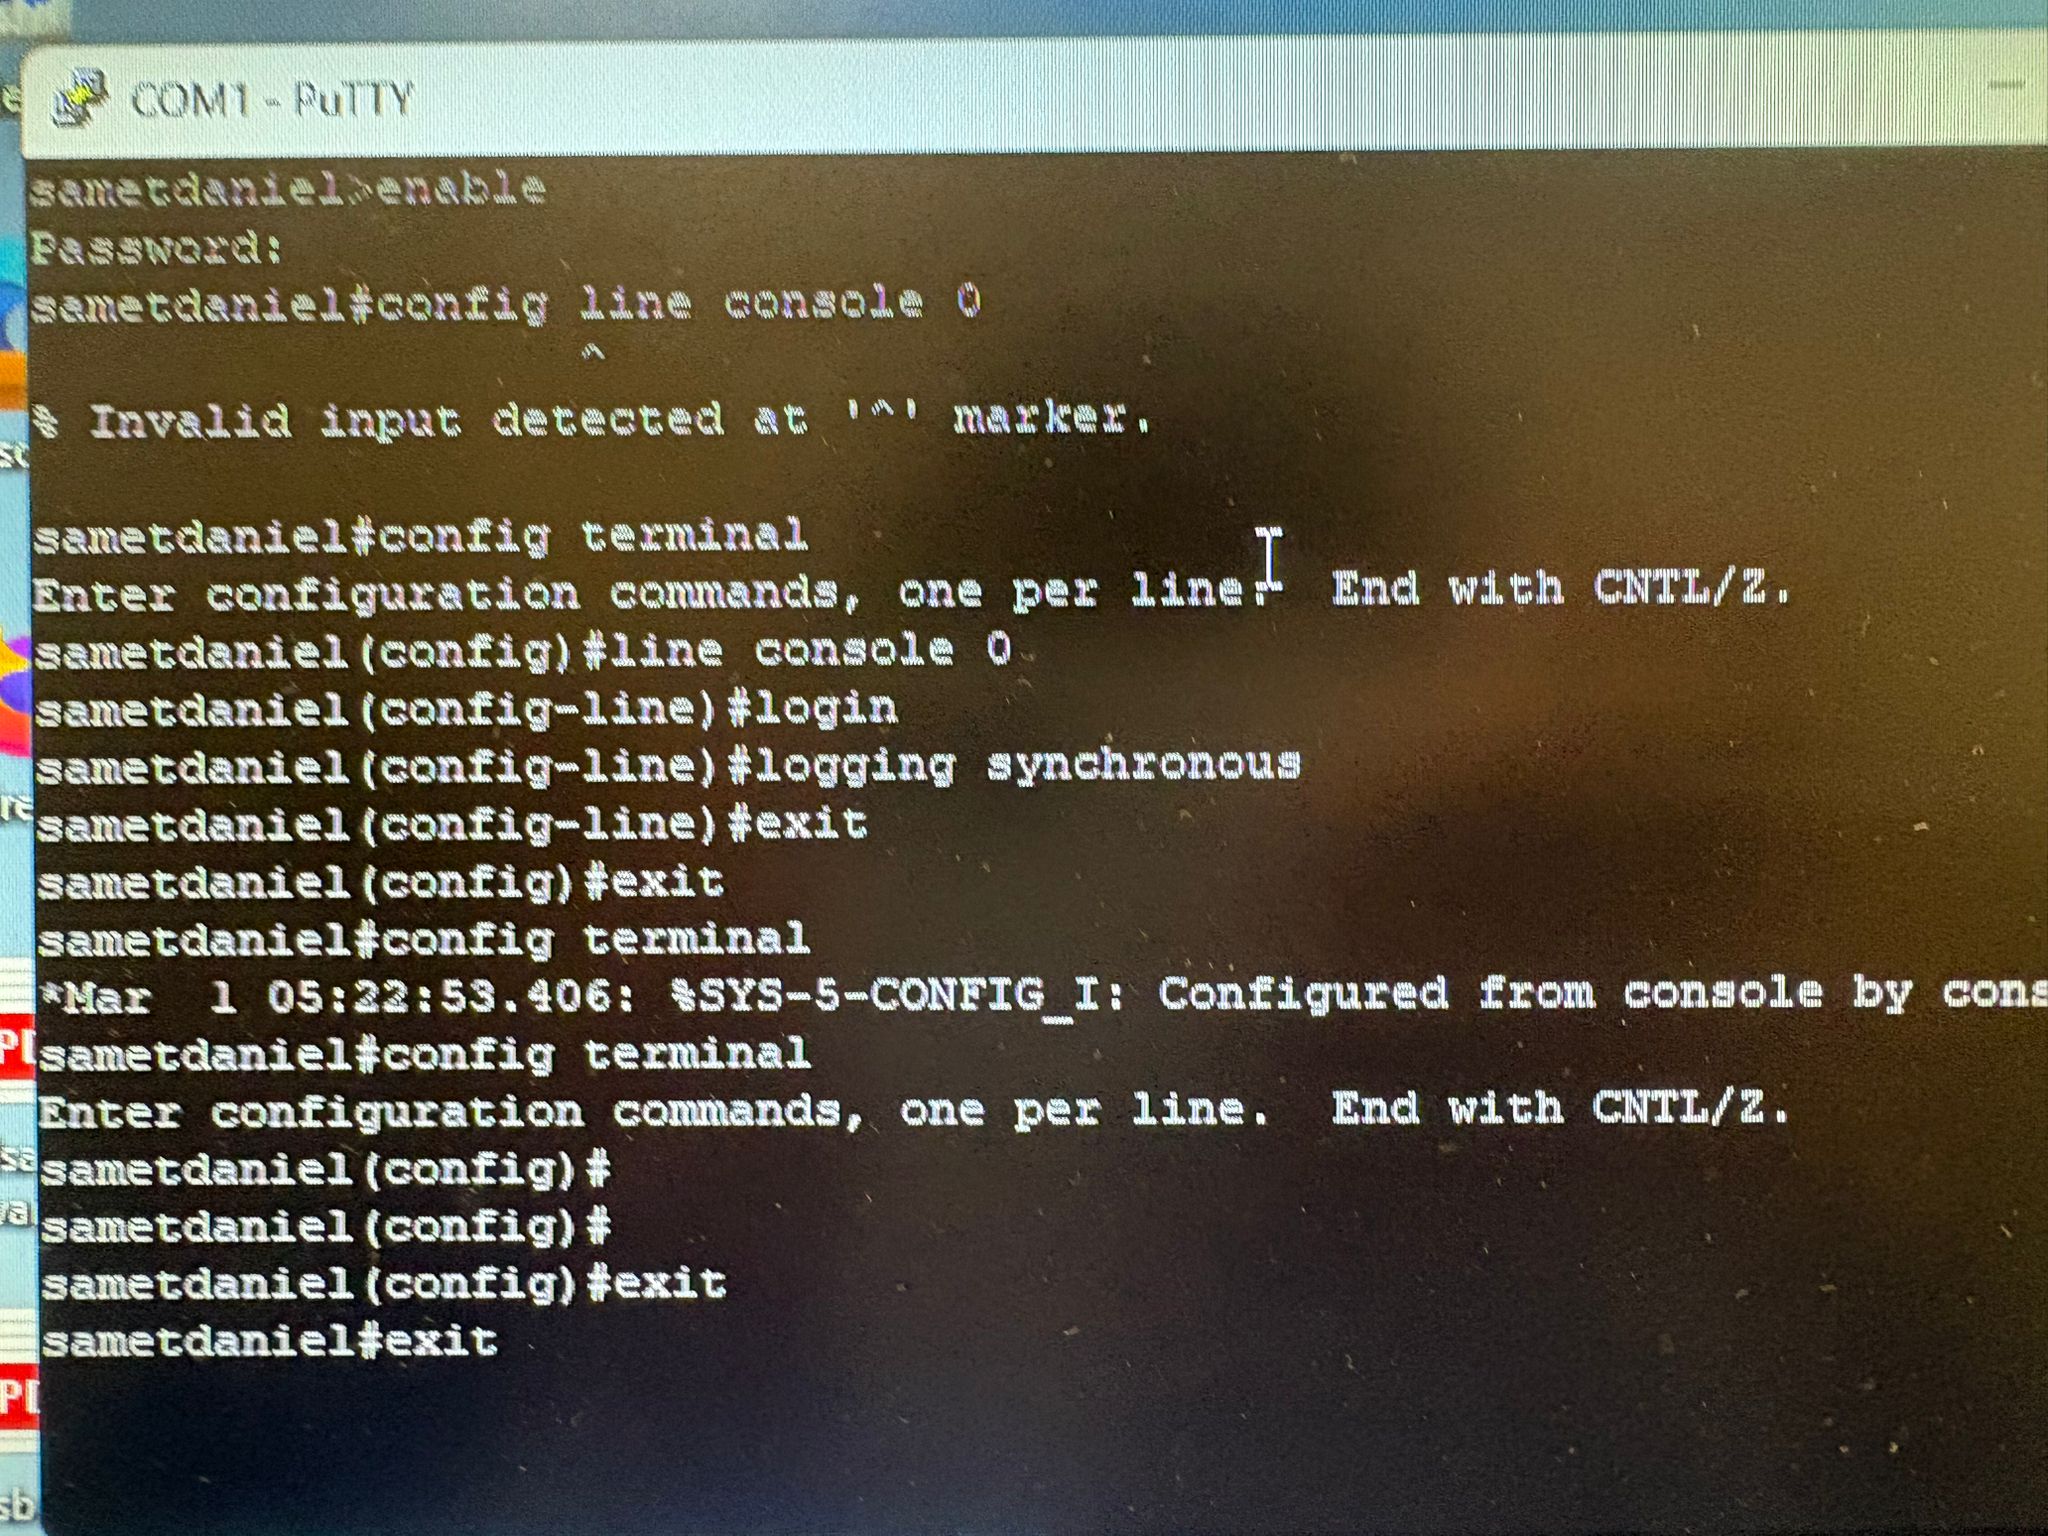 COM1 - PuTTY
sametdaniel>enable
Password:
sametdaniel#config line console 0
^
% Invalid input detected at '^' marker.
sametdaniel#config terminal
Enter configuration commands, one per line.  End with CNTL/Z.
sametdaniel(config)#line console 0
sametdaniel(config-line)#login
sametdaniel(config-line)#logging synchronous
sametdaniel(config-line)#exit
sametdaniel(config)#exit
sametdaniel#config terminal
*Mar  1 05:22:53.406: %SYS-5-CONFIG_I: Configured from console by cons
sametdaniel#config terminal
Enter configuration commands, one per line.  End with CNTL/Z.
sametdaniel(config)#
sametdaniel(config)#
sametdaniel(config)#exit
sametdaniel#exit